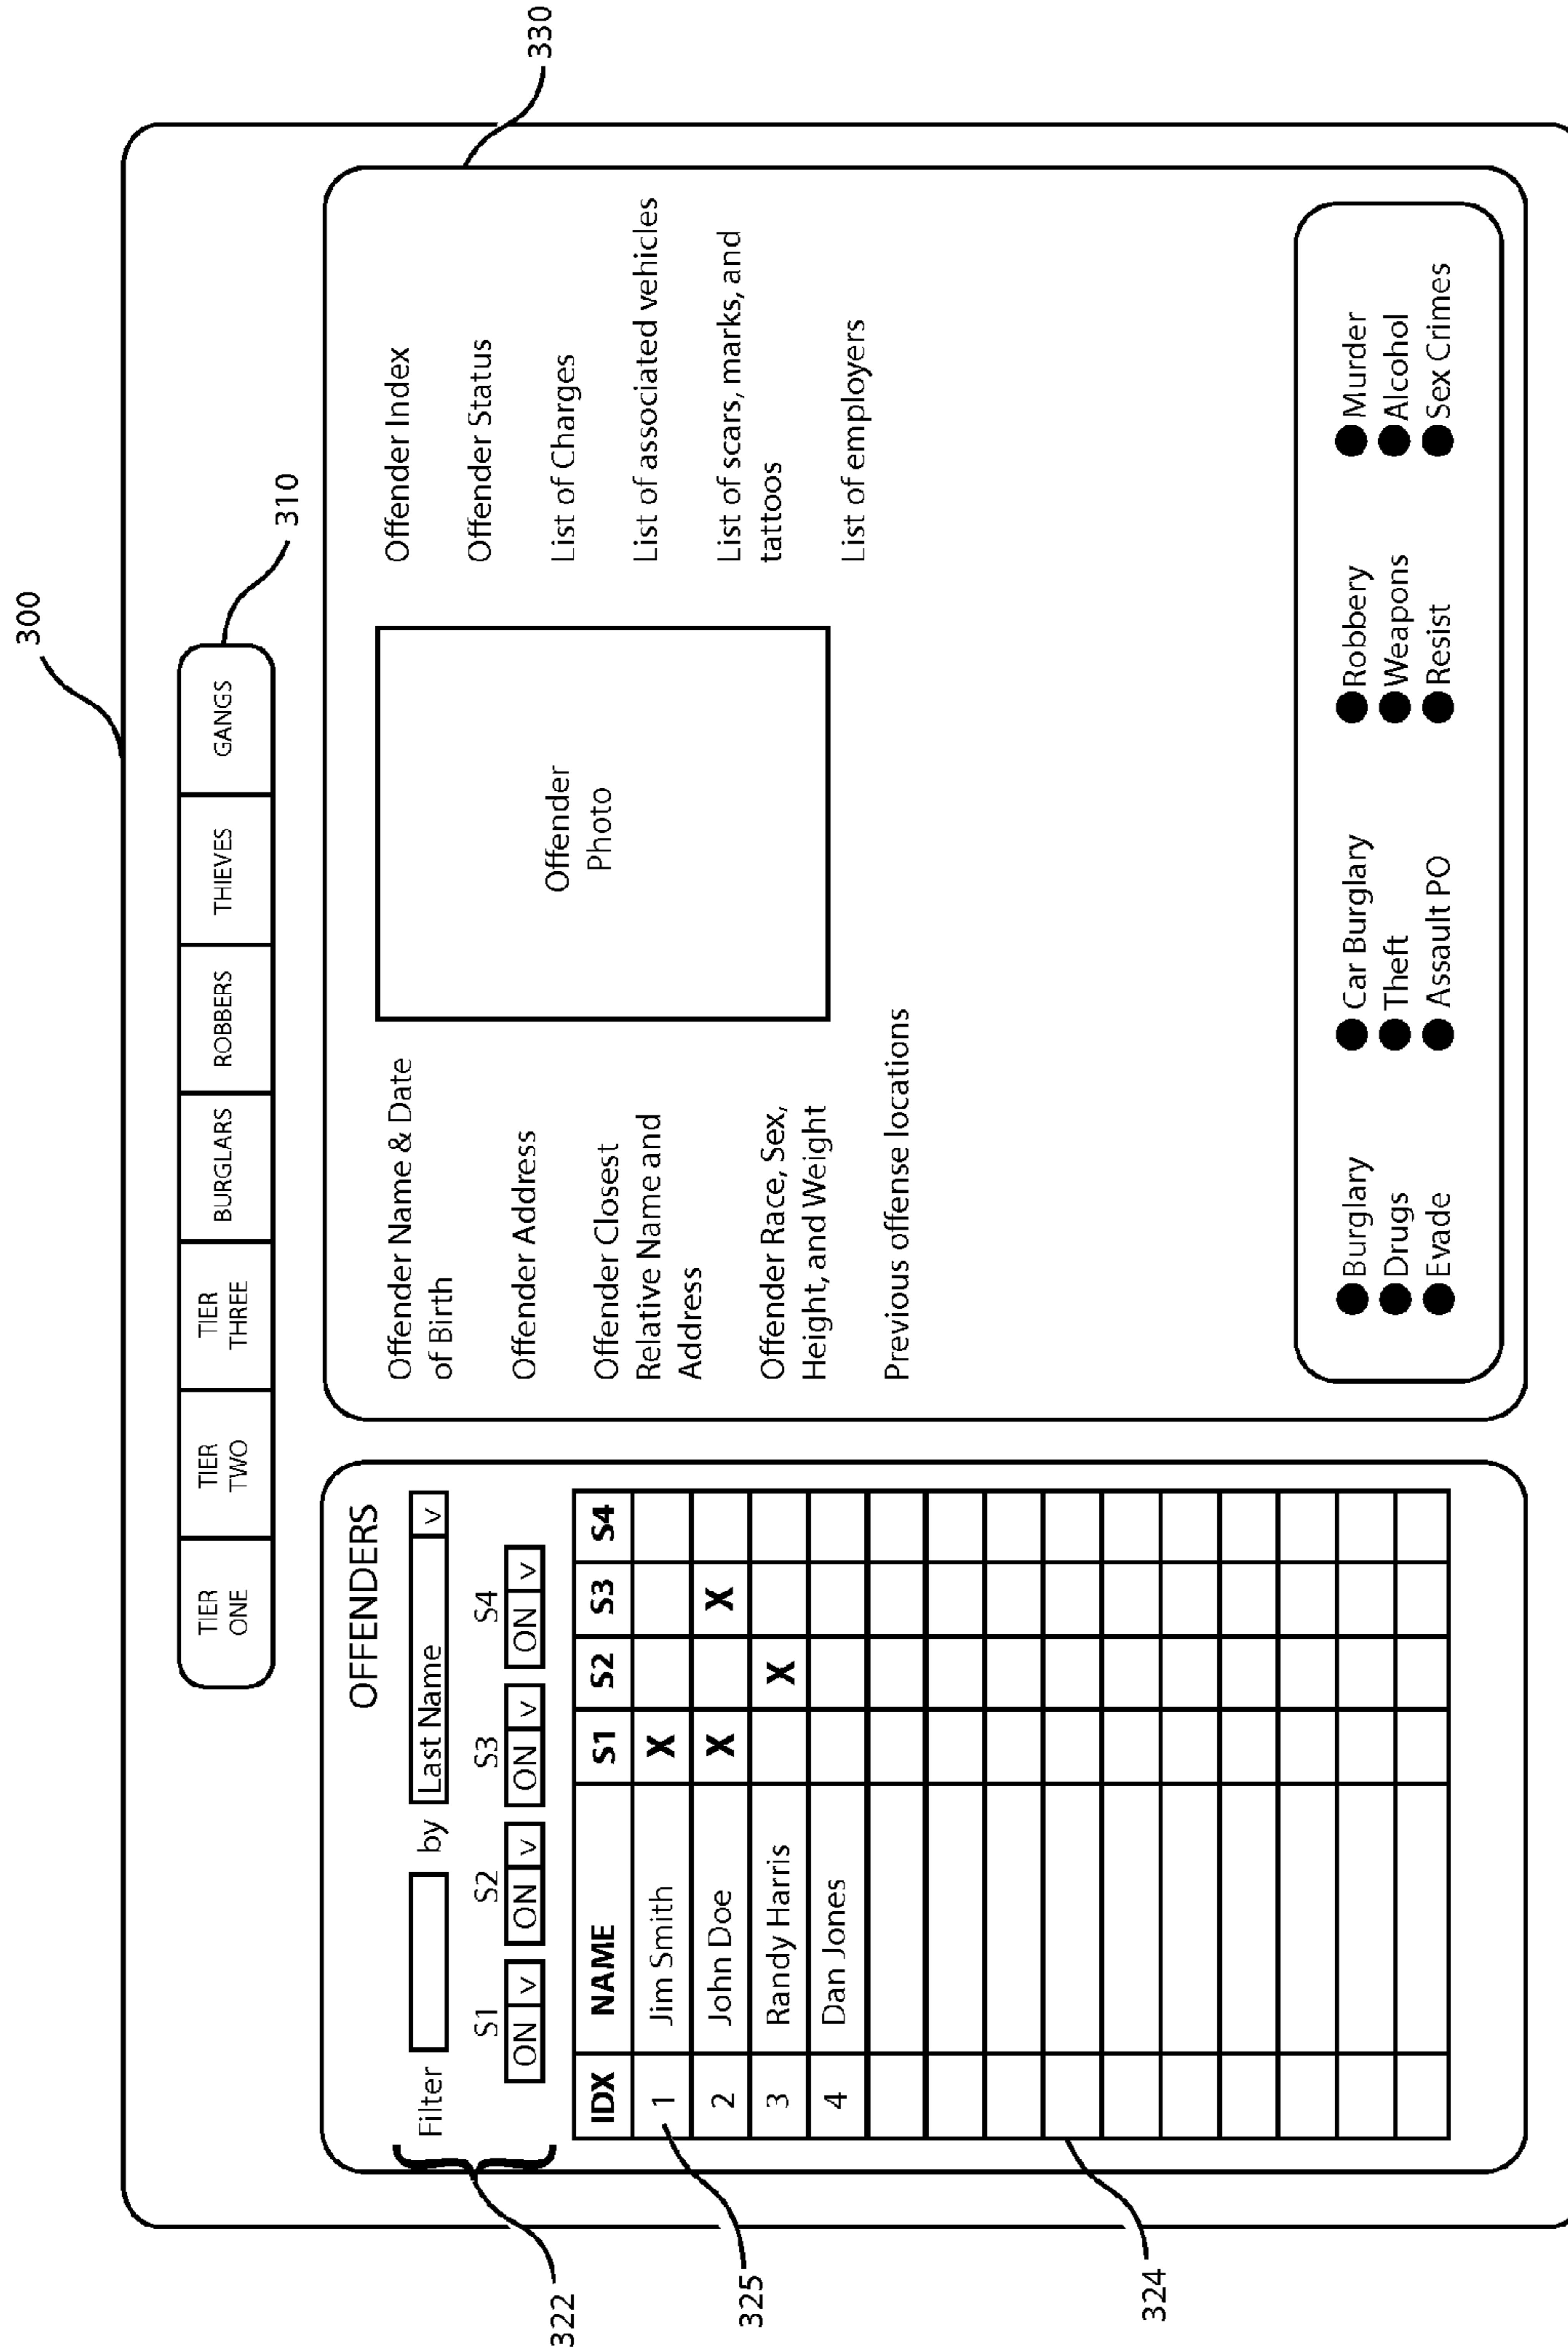 300
310
TIER
ONE
TIER
TWO
TIER
THREE
BURGLARS
ROBBERS
THIEVES
GANGS
330
OFFENDERS
322
Filter by Last Name v
S1 S2 S3 S4
ON v ON v ON v ON v
IDX NAME S1 S2 S3 S4
325
1 Jim Smith X
2 John Doe X X
3 Randy Harris X
4 Dan Jones
324
Offender Name & Date
of Birth
Offender Address
Offender Closest
Relative Name and
Address
Offender Race, Sex,
Height, and Weight
Previous offense locations
Offender
Photo
Offender Index
Offender Status
List of Charges
List of associated vehicles
List of scars, marks, and
tattoos
List of employers
Burglary Car Burglary Robbery Murder
Drugs Theft Weapons Alcohol
Evade Assault PO Resist Sex Crimes